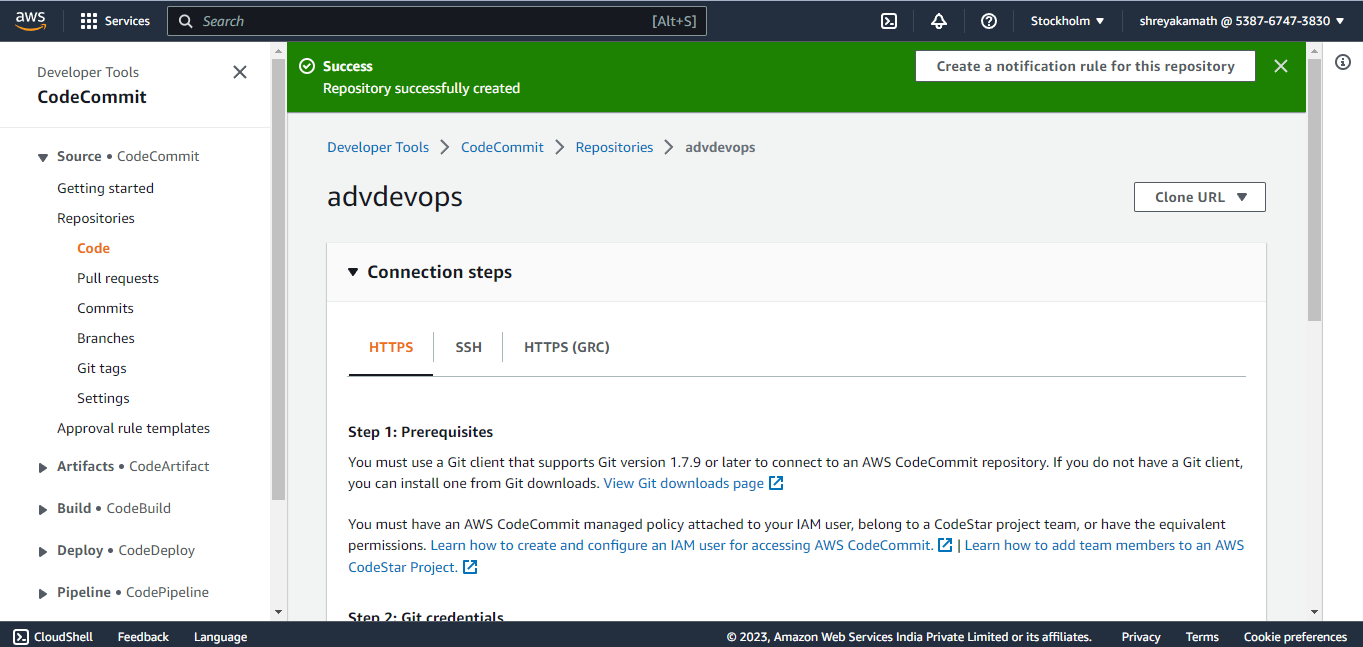 aws
Services
Search
[Alt+S]
Stockholm
shreyakamath @ 5387-6747-3830
Developer Tools
CodeCommit
Source • CodeCommit
Getting started
Repositories
Code
Pull requests
Commits
Branches
Git tags
Settings
Approval rule templates
Artifacts • CodeArtifact
Build • CodeBuild
Deploy • CodeDeploy
Pipeline • CodePipeline
Success
Repository successfully created
Create a notification rule for this repository
Developer Tools > CodeCommit > Repositories > advdevops
advdevops
Clone URL
Connection steps
HTTPS
SSH
HTTPS (GRC)
Step 1: Prerequisites
You must use a Git client that supports Git version 1.7.9 or later to connect to an AWS CodeCommit repository. If you do not have a Git client,
you can install one from Git downloads. View Git downloads page
You must have an AWS CodeCommit managed policy attached to your IAM user, belong to a CodeStar project team, or have the equivalent
permissions. Learn how to create and configure an IAM user for accessing AWS CodeCommit. | Learn how to add team members to an AWS
CodeStar Project.
Step 2: Git credentials
CloudShell
Feedback
Language
© 2023, Amazon Web Services India Private Limited or its affiliates.
Privacy
Terms
Cookie preferences